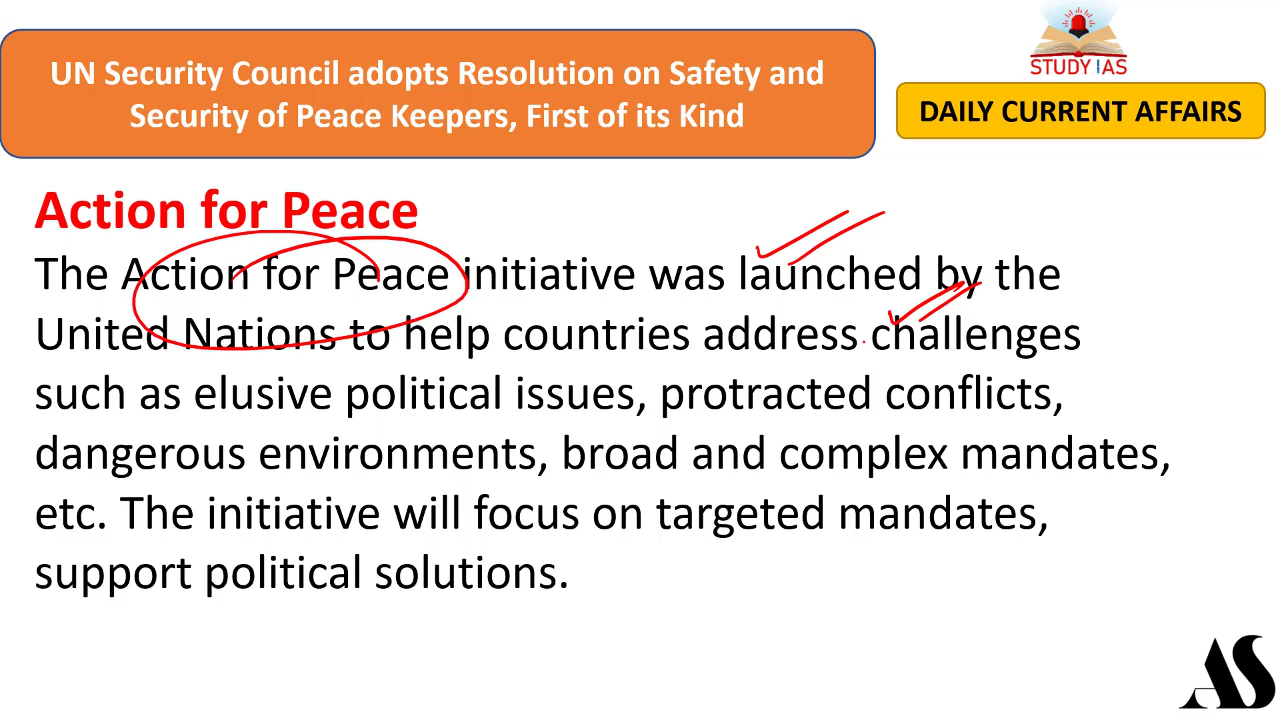 UN Security Council adopts Resolution on Safety and
Security of Peace Keepers, First of its Kind
STUDY IAS
DAILY CURRENT AFFAIRS
Action for Peace
The Action for Peace initiative was launched by the
United Nations to help countries address challenges
such as elusive political issues, protracted conflicts,
dangerous environments, broad and complex mandates,
etc. The initiative will focus on targeted mandates,
support political solutions.
AS